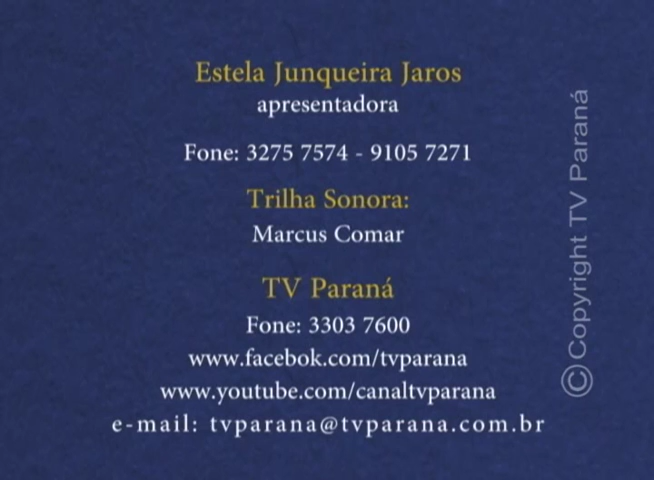 Estela Junqueira Jaros
apresentadora
Fone: 3275 7574 - 9105 7271
Trilha Sonora:
Marcus Comar
TV Paraná
Fone: 3303 7600
www.facebok.com/tvparana
www.youtube.com/canaltvparana
e-mail: tvparana@tvparana.com.br
© Copyright TV Paraná